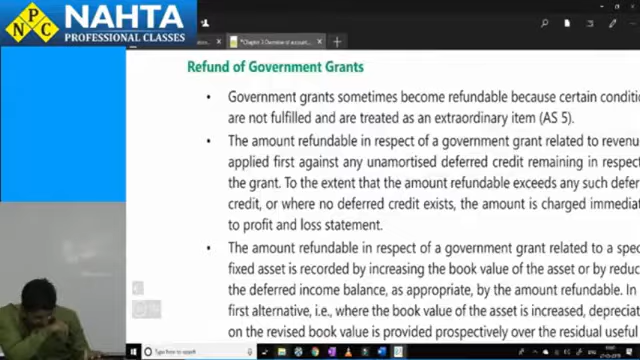 NPC
NAHTA
PROFESSIONAL CLASSES
*Chapter 3 Overview of account...
Refund of Government Grants
• Government grants sometimes become refundable because certain conditi
are not fulfilled and are treated as an extraordinary item (AS 5).
• The amount refundable in respect of a government grant related to revenu
applied first against any unamortised deferred credit remaining in respec
the grant. To the extent that the amount refundable exceeds any such defer
credit, or where no deferred credit exists, the amount is charged immediat
to profit and loss statement.
• The amount refundable in respect of a government grant related to a spec
fixed asset is recorded by increasing the book value of the asset or by reduc
the deferred income balance, as appropriate, by the amount refundable. In
first alternative, i.e., where the book value of the asset is increased, depreciat
on the revised book value is provided prospectively over the residual useful
Type here to search